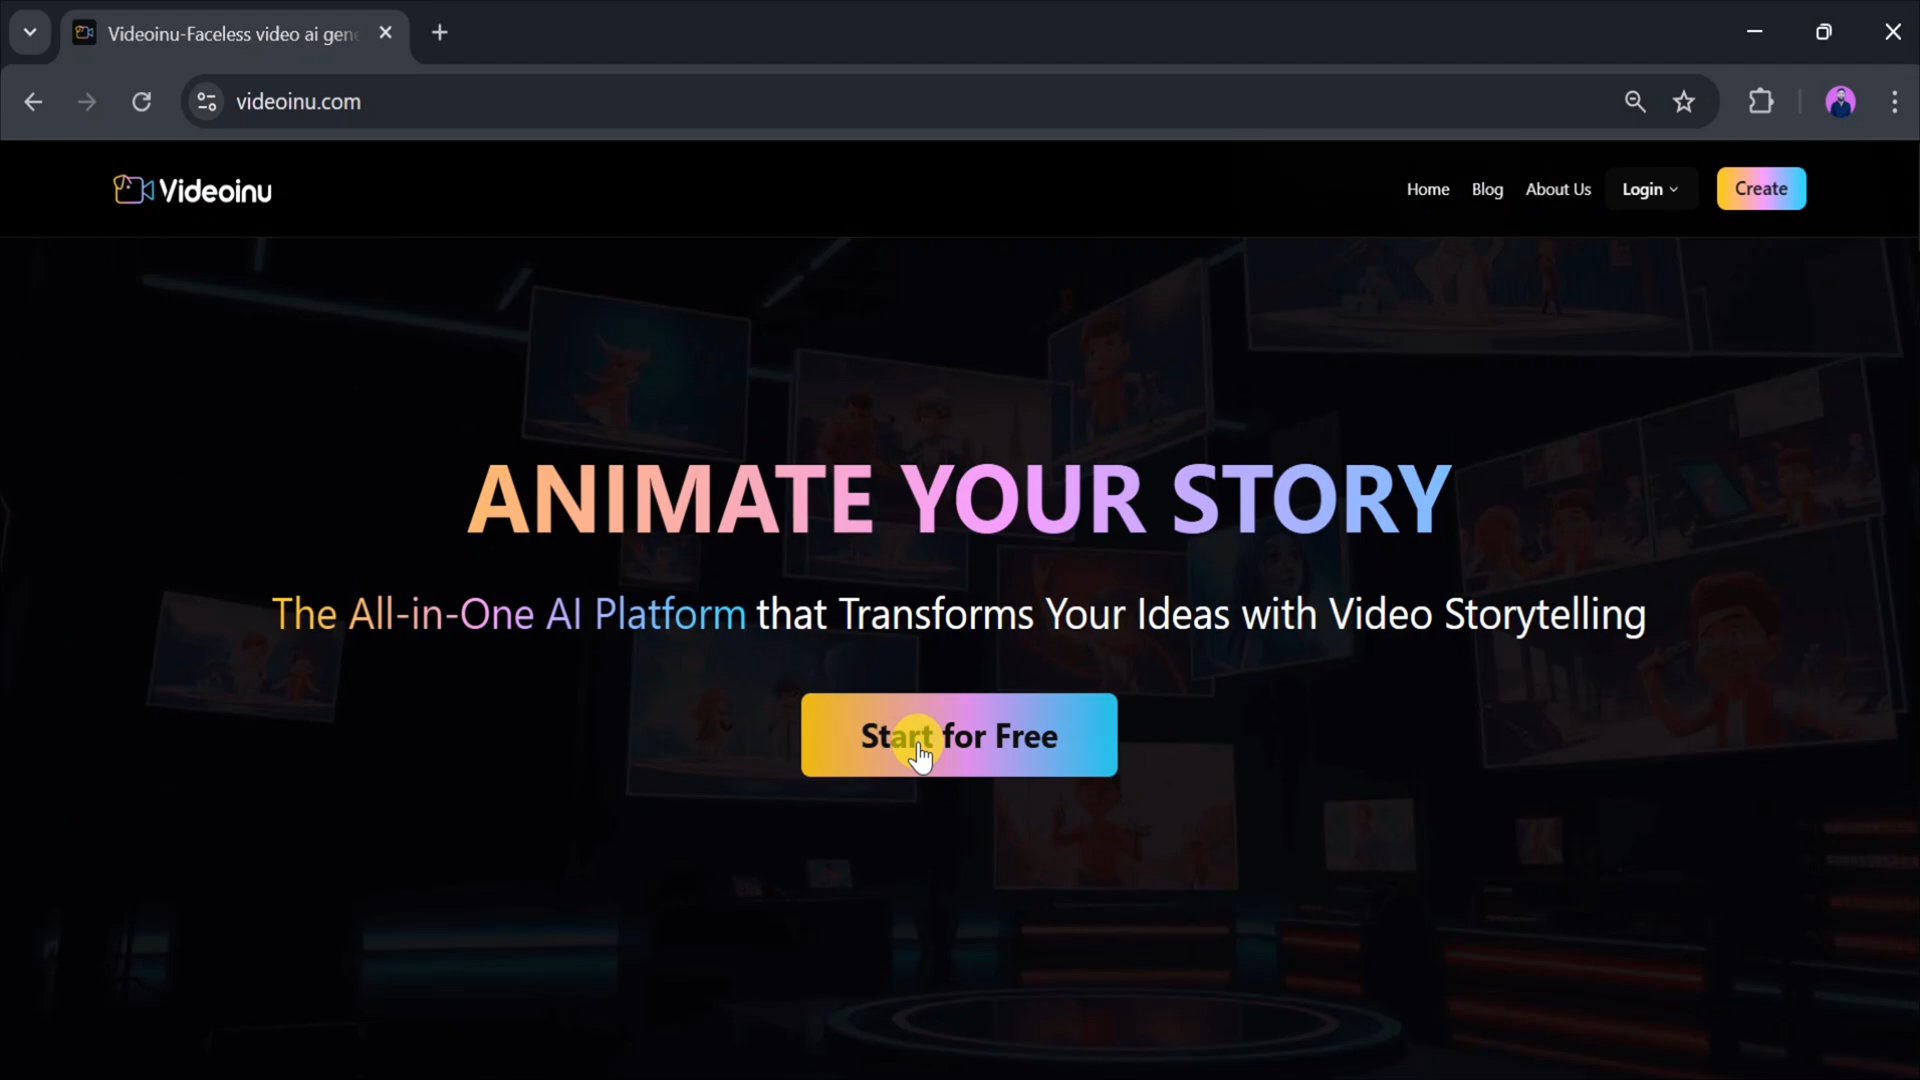 Videoinu-Faceless video ai gene
videoinu.com
Videoinu
Home
Blog
About Us
Login
Create
ANIMATE YOUR STORY
The All-in-One AI Platform that Transforms Your Ideas with Video Storytelling
Start for Free